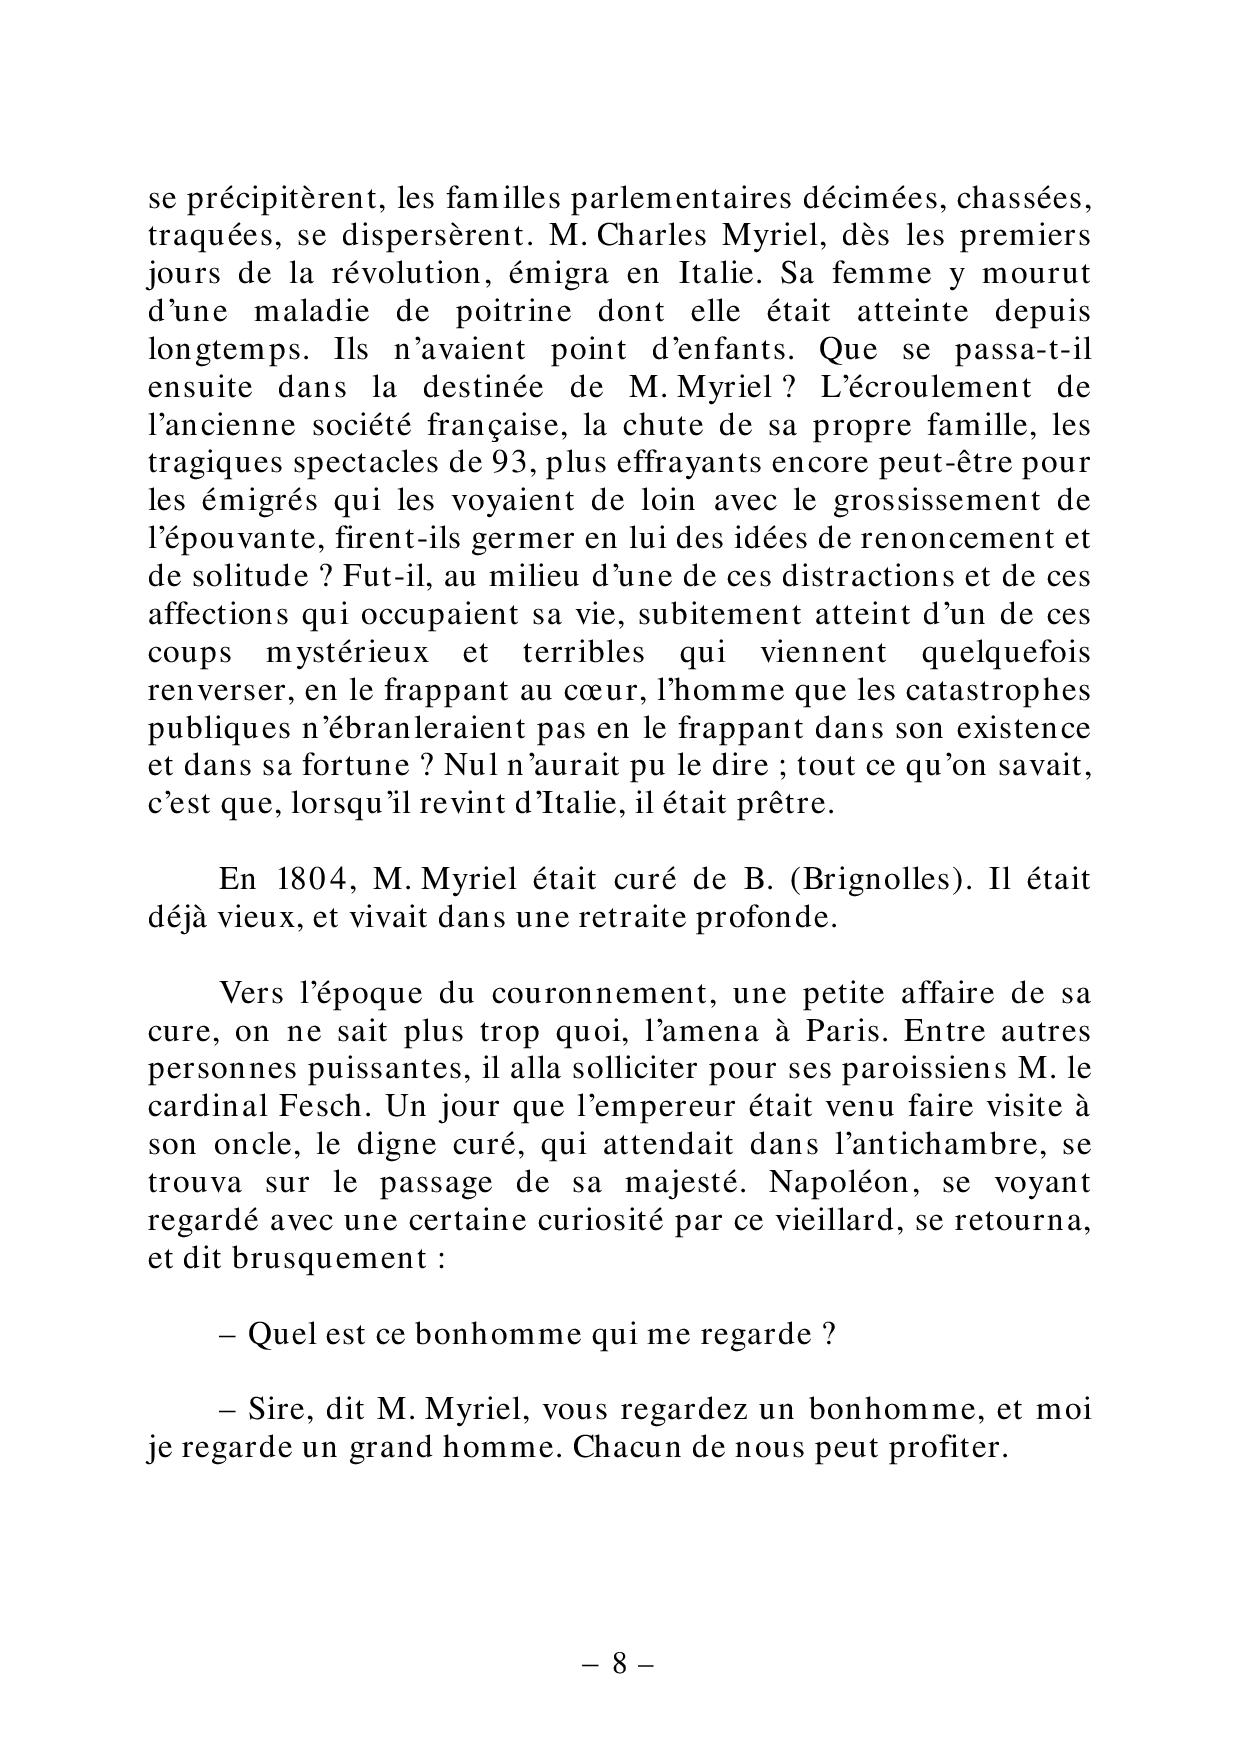 se précipitèrent, les familles parlementaires décimées, chassées,
traquées, se dispersèrent. M. Charles Myriel, dès les premiers
jours de la révolution, émigra en Italie. Sa femme y mourut
d’une maladie de poitrine dont elle était atteinte depuis
longtemps. Ils n’avaient point d’enfants. Que se passa-t-il
ensuite dans la destinée de M. Myriel ? L’écroulement de
l’ancienne société française, la chute de sa propre famille, les
tragiques spectacles de 93, plus effrayants encore peut-être pour
les émigrés qui les voyaient de loin avec le grossissement de
l’épouvante, firent-ils germer en lui des idées de renoncement et
de solitude ? Fut-il, au milieu d’une de ces distractions et de ces
affections qui occupaient sa vie, subitement atteint d’un de ces
coups mystérieux et terribles qui viennent quelquefois
renverser, en le frappant au cœur, l’homme que les catastrophes
publiques n’ébranleraient pas en le frappant dans son existence
et dans sa fortune ? Nul n’aurait pu le dire ; tout ce qu’on savait,
c’est que, lorsqu’il revint d’Italie, il était prêtre.
En 1804, M. Myriel était curé de B. (Brignolles). Il était
déjà vieux, et vivait dans une retraite profonde.
Vers l’époque du couronnement, une petite affaire de sa
cure, on ne sait plus trop quoi, l’amena à Paris. Entre autres
personnes puissantes, il alla solliciter pour ses paroissiens M. le
cardinal Fesch. Un jour que l’empereur était venu faire visite à
son oncle, le digne curé, qui attendait dans l’antichambre, se
trouva sur le passage de sa majesté. Napoléon, se voyant
regardé avec une certaine curiosité par ce vieillard, se retourna,
et dit brusquement :
– Quel est ce bonhomme qui me regarde ?
– Sire, dit M. Myriel, vous regardez un bonhomme, et moi
je regarde un grand homme. Chacun de nous peut profiter.
– 8 –